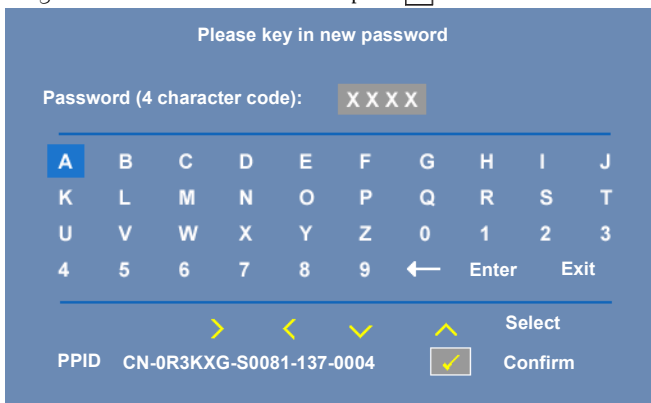 Please key in new password
Password (4 character code): X X X X
A B C D E F G H I J
K L M N O P Q R S T
U V W X Y Z 0 1 2 3
4 5 6 7 8 9 ← Enter Exit
> < ∨ ∧ Select
PPID CN-0R3KXG-S0081-137-0004 ✓ Confirm